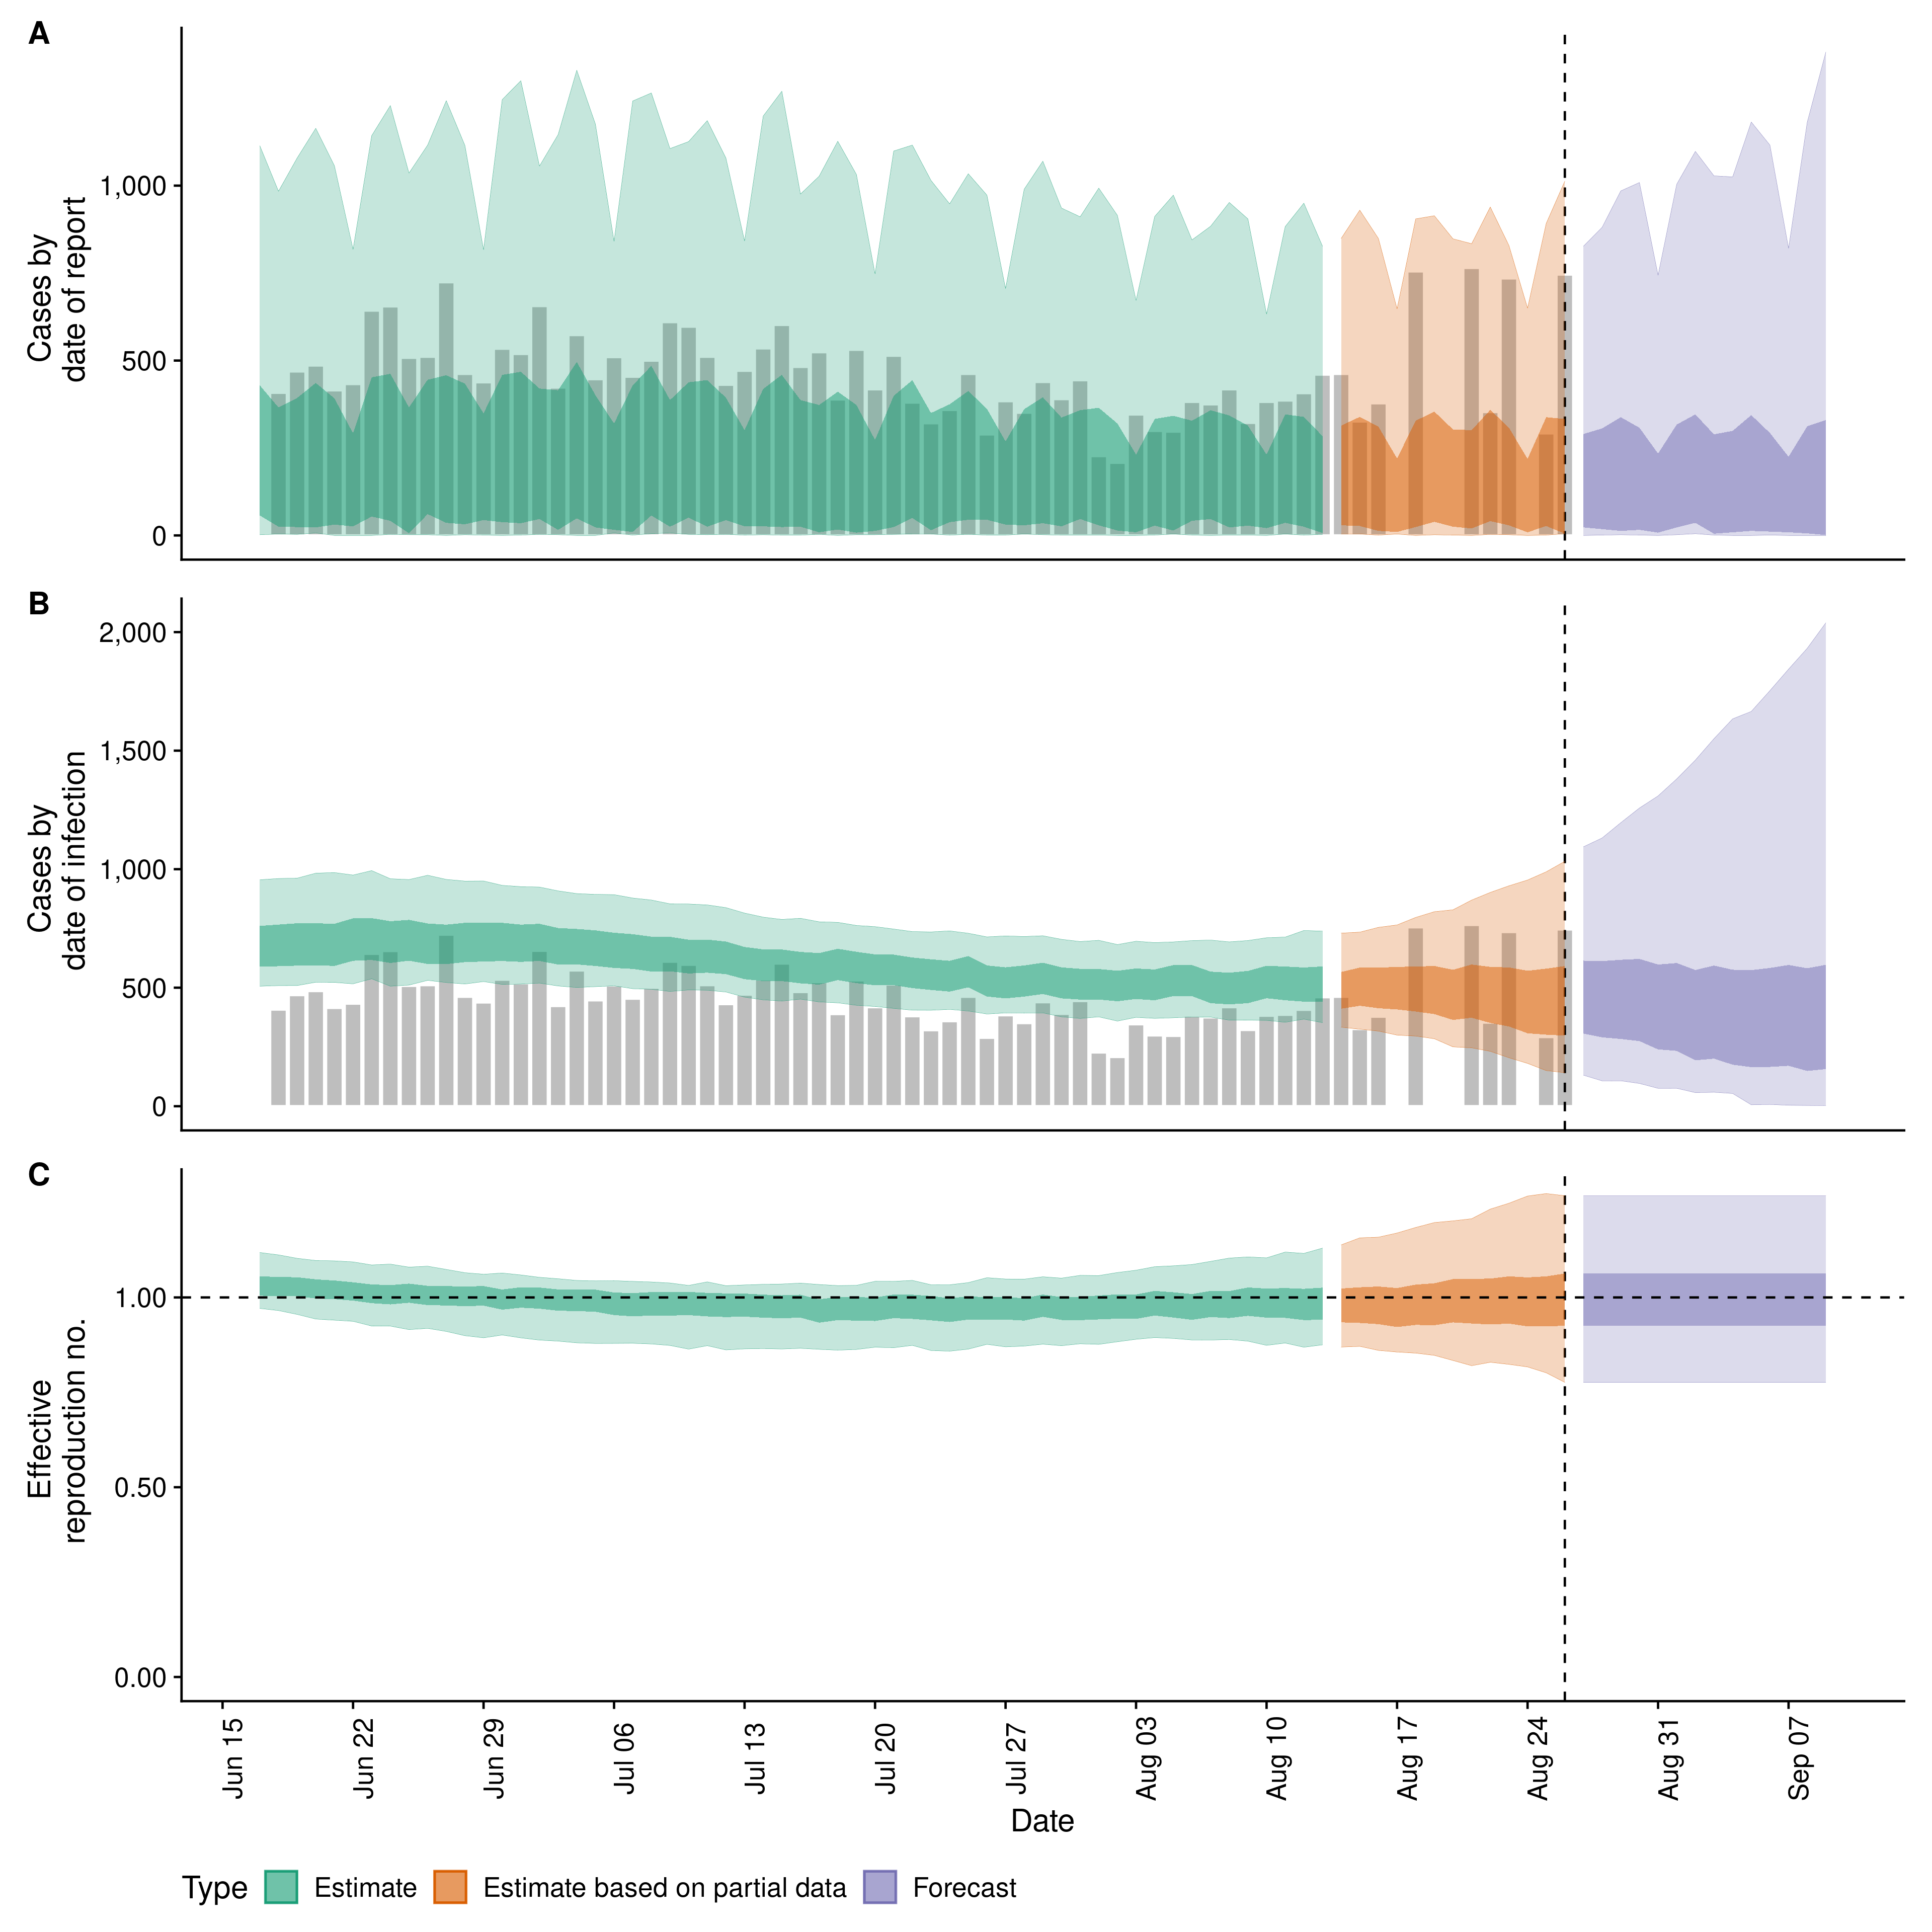 A
Cases by
date of report
1,000
500
0
B
Cases by
date of infection
2,000
1,500
1,000
500
0
C
Effective
reproduction no.
1.00
0.50
0.00
Jun 15
Jun 22
Jun 29
Jul 06
Jul 13
Jul 20
Jul 27
Aug 03
Aug 10
Aug 17
Aug 24
Aug 31
Sep 07
Date
Type Estimate Estimate based on partial data Forecast